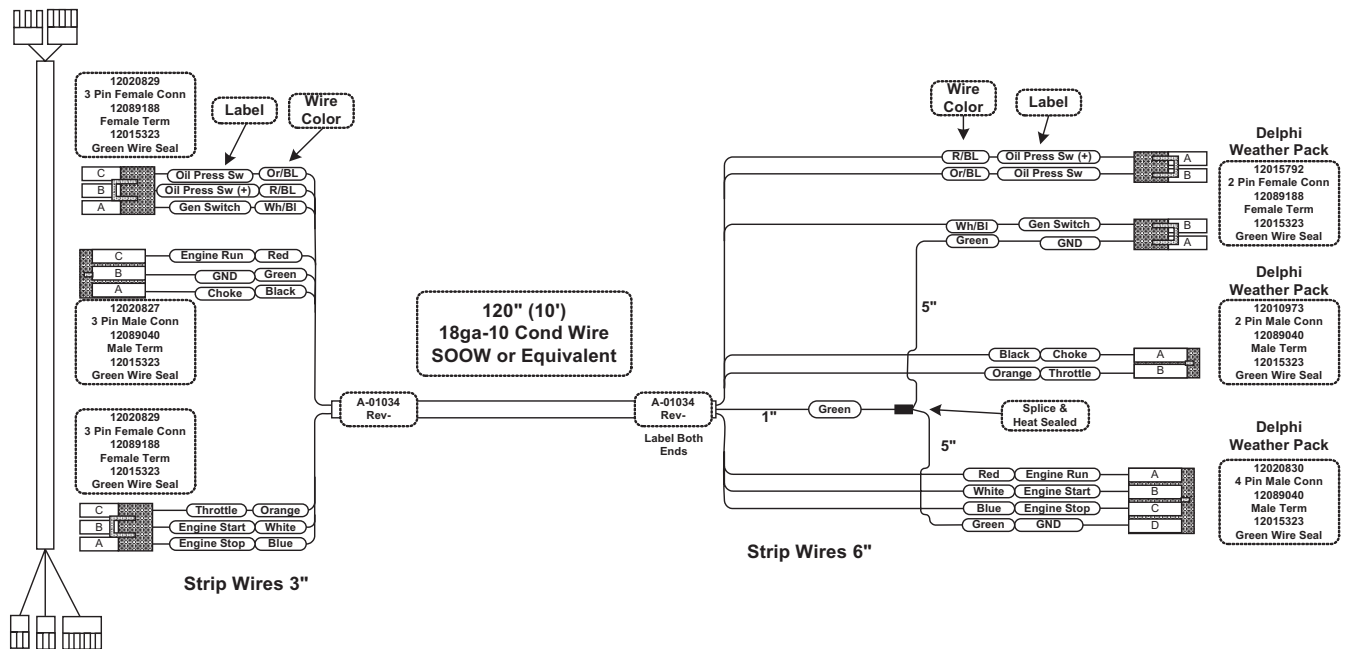 12020829
3 Pin Female Conn
12089188
Female Term
12015323
Green Wire Seal
Label
Wire
Color
C Oil Press Sw Or/BL
B Oil Press Sw (+) R/BL
A Gen Switch Wh/Bl
C Engine Run Red
B GND Green
A Choke Black
12020827
3 Pin Male Conn
12089040
Male Term
12015323
Green Wire Seal
12020829
3 Pin Female Conn
12089188
Female Term
12015323
Green Wire Seal
C Throttle Orange
B Engine Start White
A Engine Stop Blue
Strip Wires 3"
120" (10')
18ga-10 Cond Wire
SOOW or Equivalent
A-01034
Rev-
A-01034
Rev-
Label Both
Ends
Wire
Color
Label
R/BL Oil Press Sw (+) A
Or/BL Oil Press Sw B
Wh/Bl Gen Switch B
Green GND A
5"
Black Choke A
Orange Throttle B
1"
Green
Splice &
Heat Sealed
5"
Red Engine Run A
White Engine Start B
Blue Engine Stop C
Green GND D
Strip Wires 6"
Delphi
Weather Pack
12015792
2 Pin Female Conn
12089188
Female Term
12015323
Green Wire Seal
Delphi
Weather Pack
12010973
2 Pin Male Conn
12089040
Male Term
12015323
Green Wire Seal
Delphi
Weather Pack
12020830
4 Pin Male Conn
12089040
Male Term
12015323
Green Wire Seal